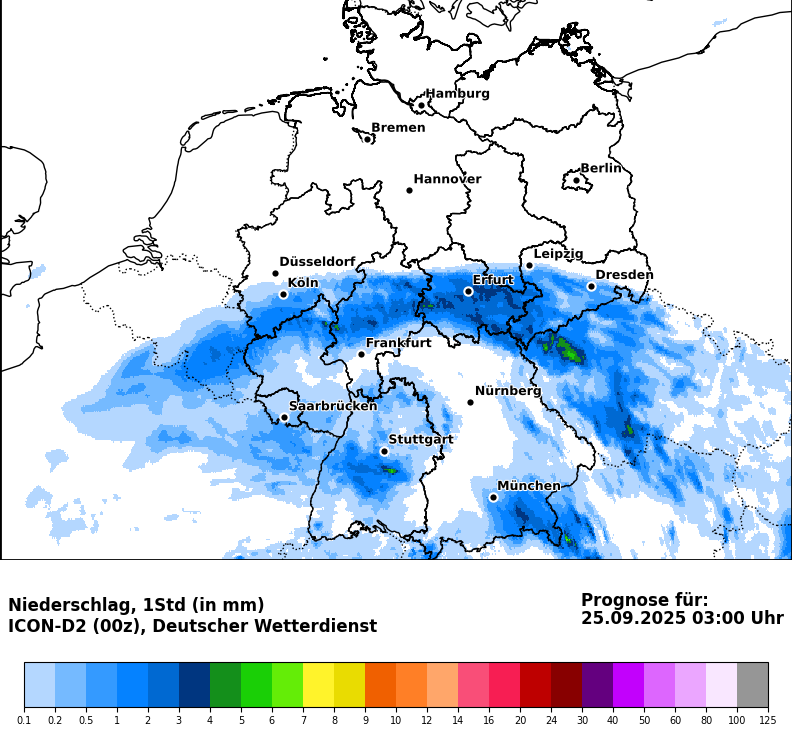 Hamburg
Bremen
Berlin
Hannover
Leipzig
Düsseldorf
Dresden
Erfurt
Köln
Frankfurt
Nürnberg
Saarbrücken
Stuttgart
München
Niederschlag, 1Std (in mm)
ICON-D2 (00z), Deutscher Wetterdienst
Prognose für:
25.09.2025 03:00 Uhr
0.1 0.2 0.5 1 2 3 4 5 6 7 8 9 10 12 14 16 20 24 30 40 50 60 80 100 125